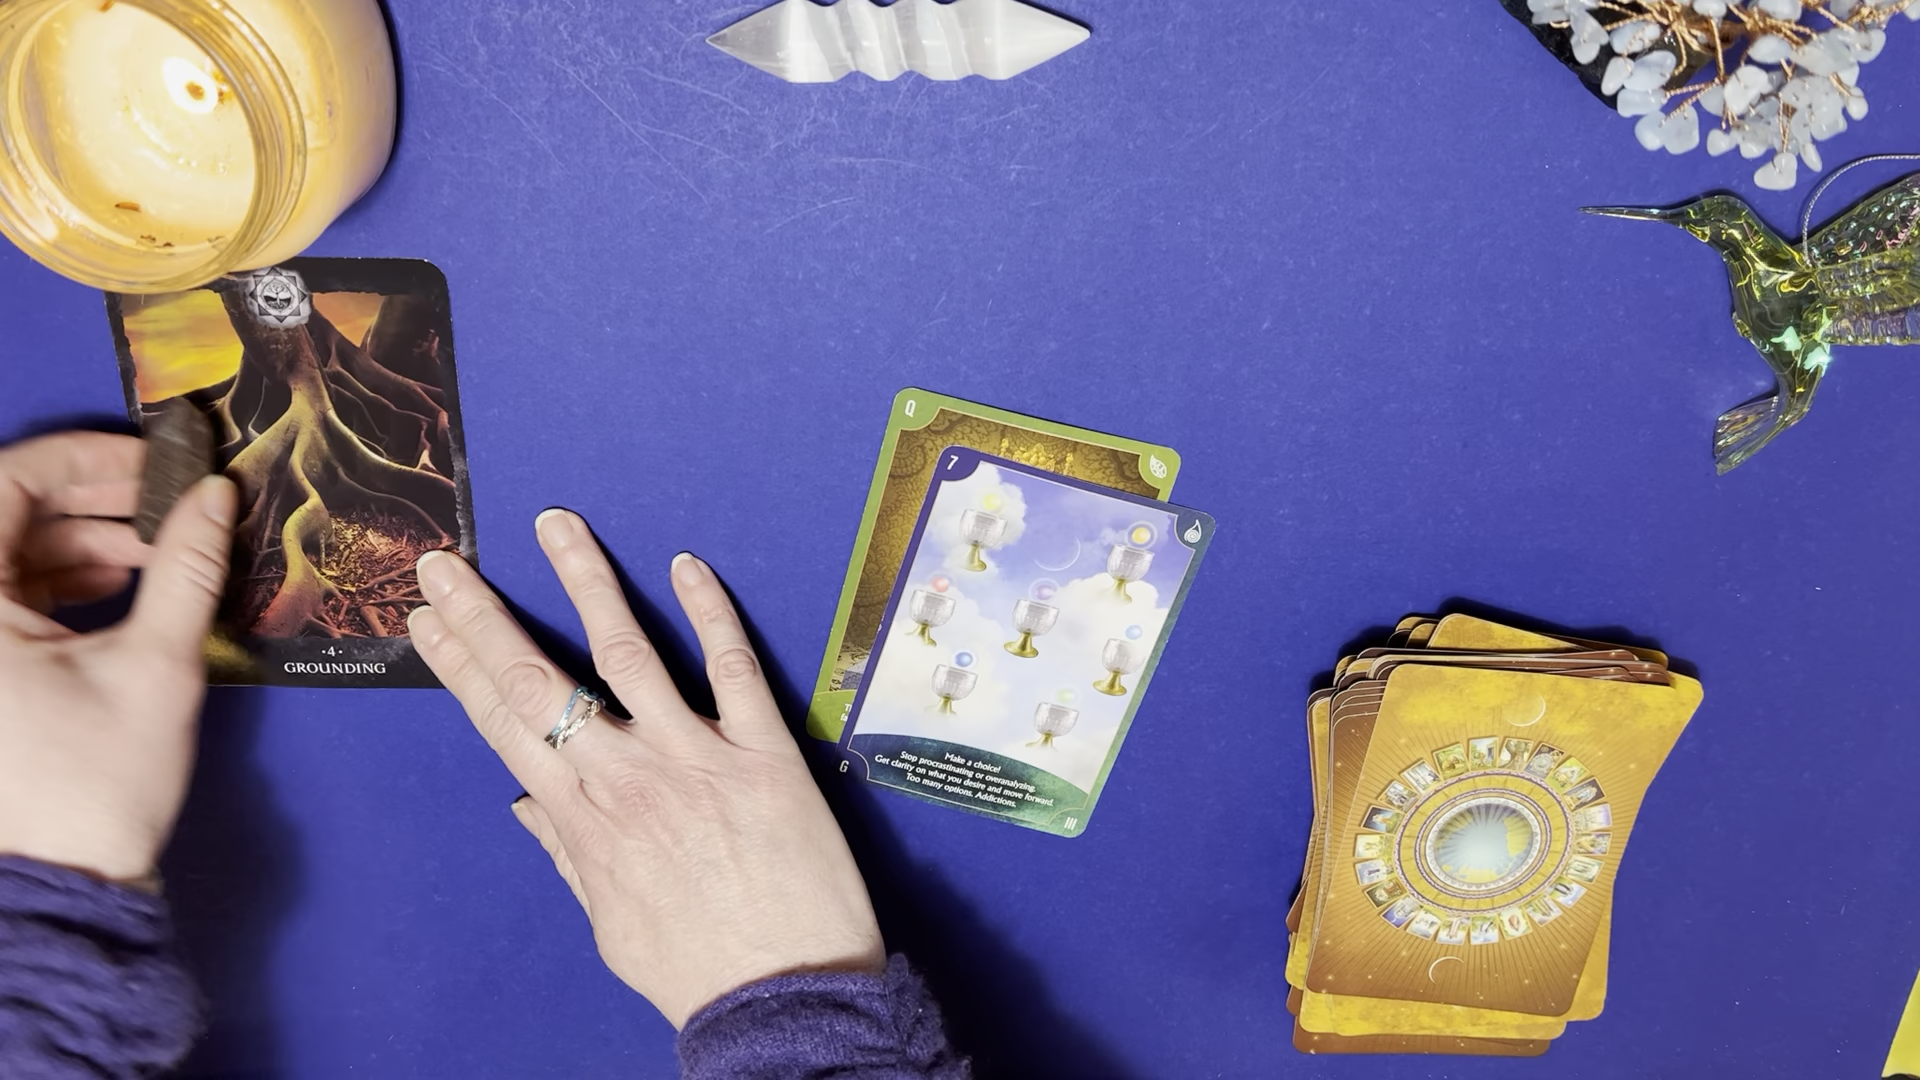 ·4·
GROUNDING
Q
7
Make a choice!
Stop procrastinating or overanalyzing.
Get clarity on what you desire and move forward.
Too many options. Addictions.
G
III